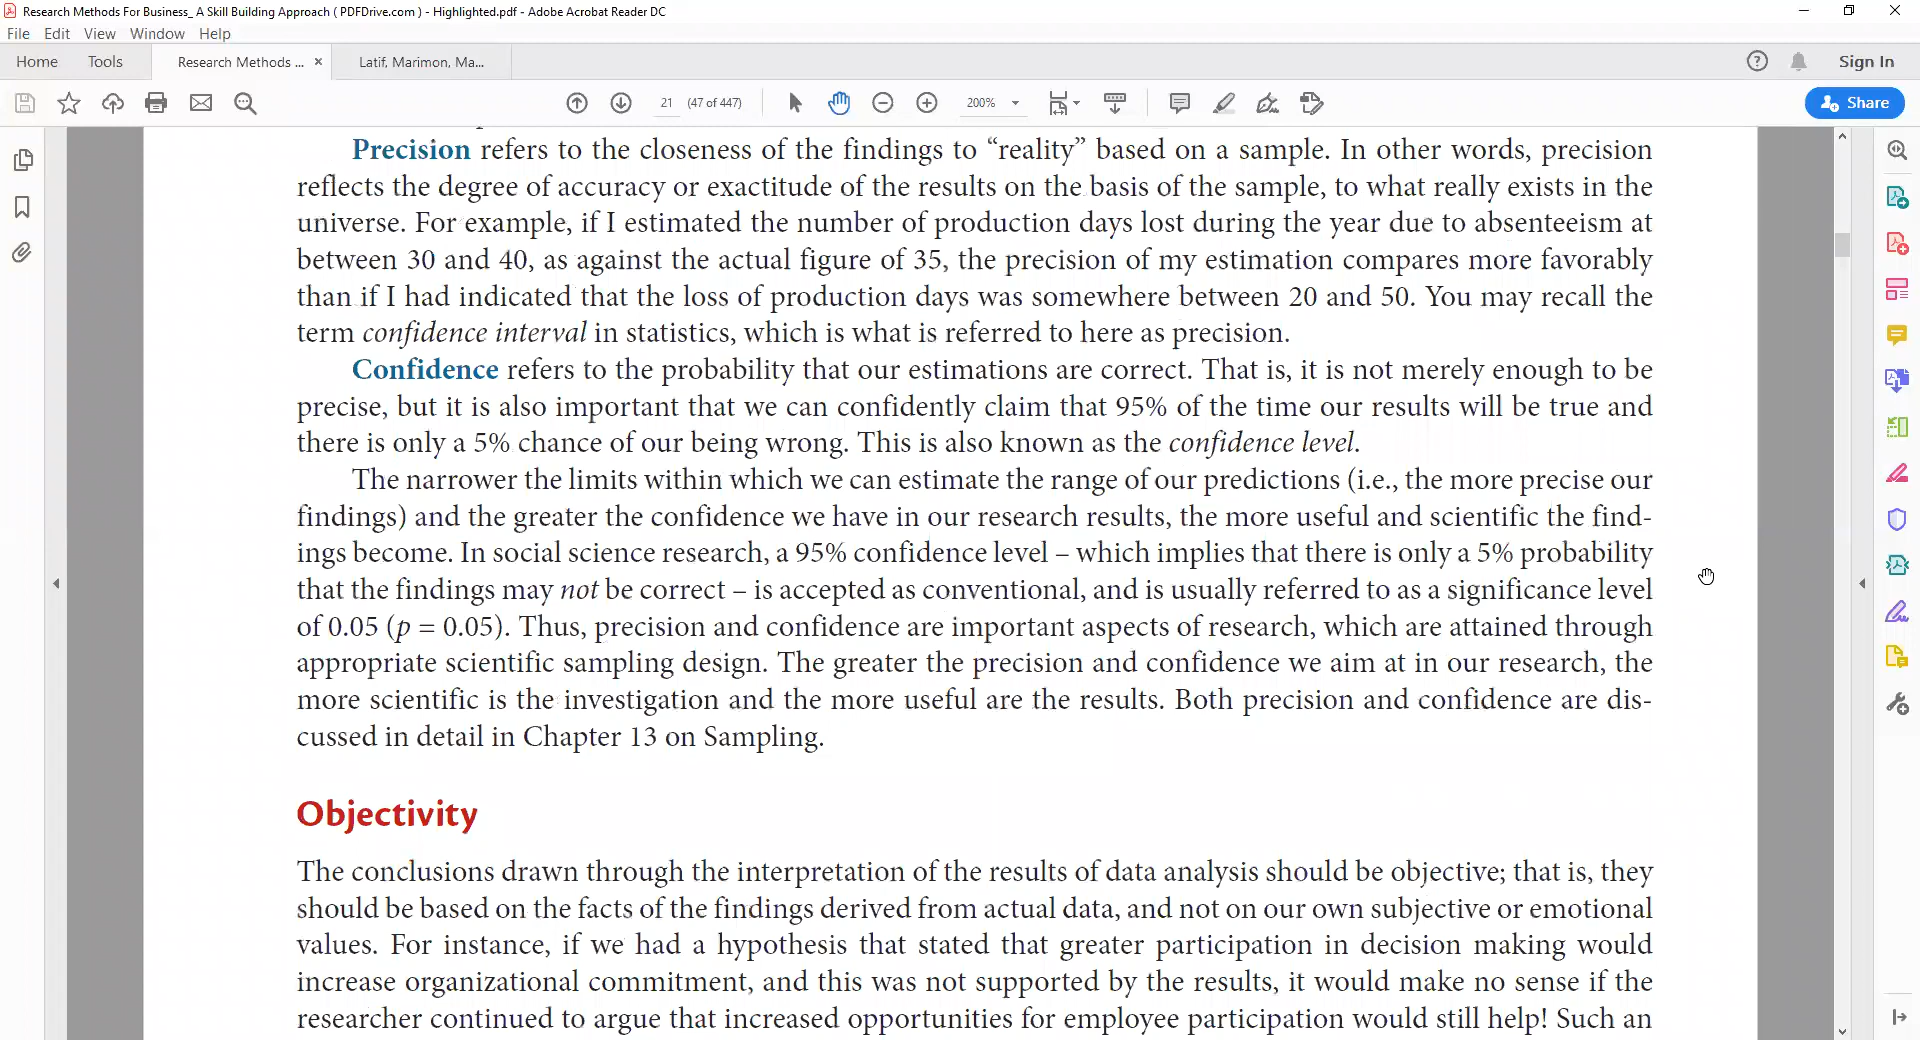 Research Methods For Business_ A Skill Building Approach ( PDFDrive.com ) - Highlighted.pdf - Adobe Acrobat Reader DC
File Edit View Window Help
Home Tools Research Methods ... × Latif, Marimon, Ma... Sign In
21 (47 of 447) 200% Share
Precision refers to the closeness of the findings to “reality” based on a sample. In other words, precision
reflects the degree of accuracy or exactitude of the results on the basis of the sample, to what really exists in the
universe. For example, if I estimated the number of production days lost during the year due to absenteeism at
between 30 and 40, as against the actual figure of 35, the precision of my estimation compares more favorably
than if I had indicated that the loss of production days was somewhere between 20 and 50. You may recall the
term confidence interval in statistics, which is what is referred to here as precision.
Confidence refers to the probability that our estimations are correct. That is, it is not merely enough to be
precise, but it is also important that we can confidently claim that 95% of the time our results will be true and
there is only a 5% chance of our being wrong. This is also known as the confidence level.
The narrower the limits within which we can estimate the range of our predictions (i.e., the more precise our
findings) and the greater the confidence we have in our research results, the more useful and scientific the find-
ings become. In social science research, a 95% confidence level – which implies that there is only a 5% probability
that the findings may not be correct – is accepted as conventional, and is usually referred to as a significance level
of 0.05 (p = 0.05). Thus, precision and confidence are important aspects of research, which are attained through
appropriate scientific sampling design. The greater the precision and confidence we aim at in our research, the
more scientific is the investigation and the more useful are the results. Both precision and confidence are dis-
cussed in detail in Chapter 13 on Sampling.
Objectivity
The conclusions drawn through the interpretation of the results of data analysis should be objective; that is, they
should be based on the facts of the findings derived from actual data, and not on our own subjective or emotional
values. For instance, if we had a hypothesis that stated that greater participation in decision making would
increase organizational commitment, and this was not supported by the results, it would make no sense if the
researcher continued to argue that increased opportunities for employee participation would still help! Such an